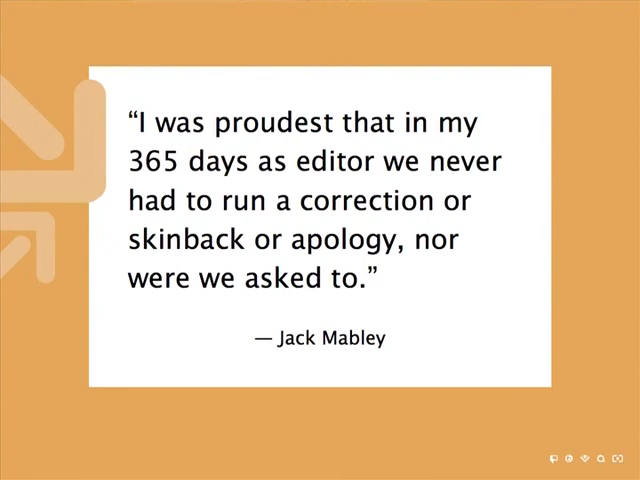 “I was proudest that in my
365 days as editor we never
had to run a correction or
skinback or apology, nor
were we asked to.”
— Jack Mabley